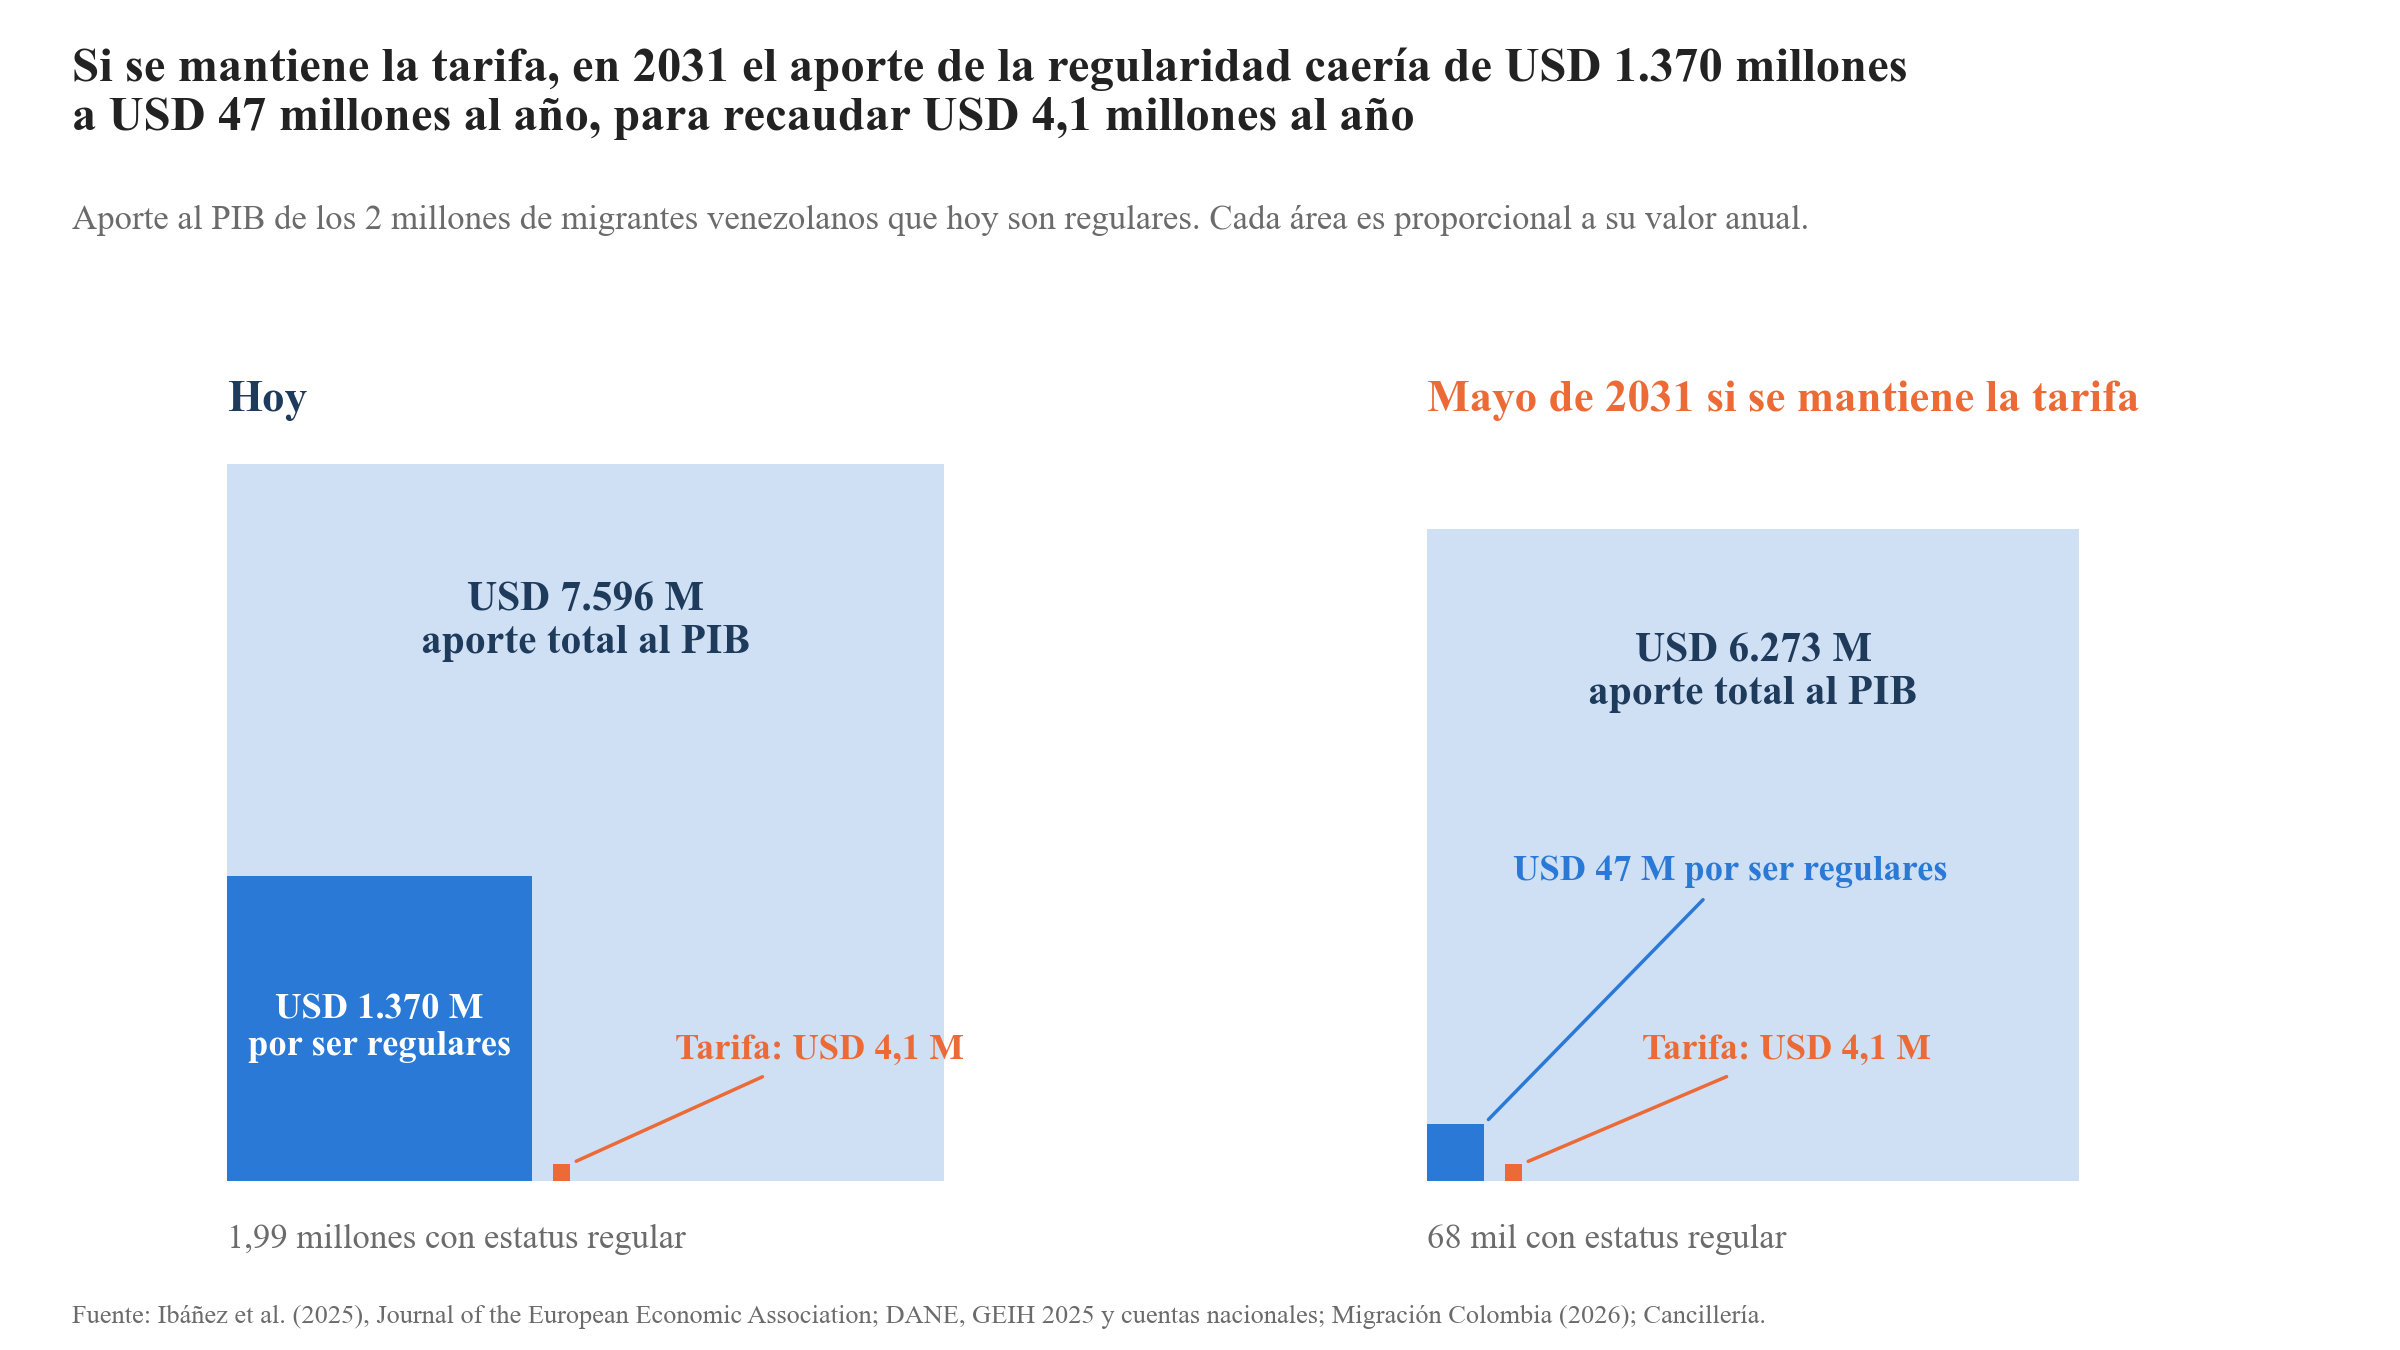 Si se mantiene la tarifa, en 2031 el aporte de la regularidad caería de USD 1.370 millones
a USD 47 millones al año, para recaudar USD 4,1 millones al año
Aporte al PIB de los 2 millones de migrantes venezolanos que hoy son regulares. Cada área es proporcional a su valor anual.
Hoy
USD 7.596 M
aporte total al PIB
USD 1.370 M
por ser regulares
Tarifa: USD 4,1 M
1,99 millones con estatus regular
Mayo de 2031 si se mantiene la tarifa
USD 6.273 M
aporte total al PIB
USD 47 M por ser regulares
Tarifa: USD 4,1 M
68 mil con estatus regular
Fuente: Ibáñez et al. (2025), Journal of the European Economic Association; DANE, GEIH 2025 y cuentas nacionales; Migración Colombia (2026); Cancillería.